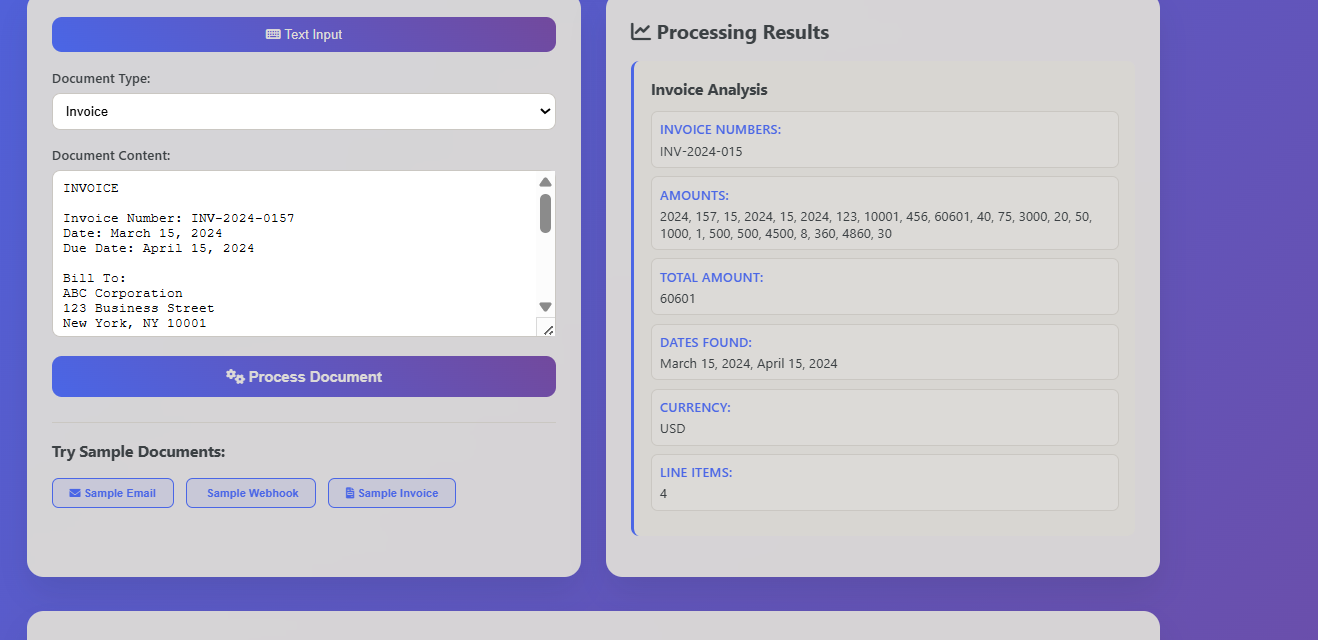 Text Input
Document Type:
Invoice
Document Content:
INVOICE
Invoice Number: INV-2024-0157
Date: March 15, 2024
Due Date: April 15, 2024
Bill To:
ABC Corporation
123 Business Street
New York, NY 10001
Process Document
Try Sample Documents:
Sample Email
Sample Webhook
Sample Invoice
Processing Results
Invoice Analysis
INVOICE NUMBERS:
INV-2024-015
AMOUNTS:
2024, 157, 15, 2024, 15, 2024, 123, 10001, 456, 60601, 40, 75, 3000, 20, 50,
1000, 1, 500, 500, 4500, 8, 360, 4860, 30
TOTAL AMOUNT:
60601
DATES FOUND:
March 15, 2024, April 15, 2024
CURRENCY:
USD
LINE ITEMS:
4